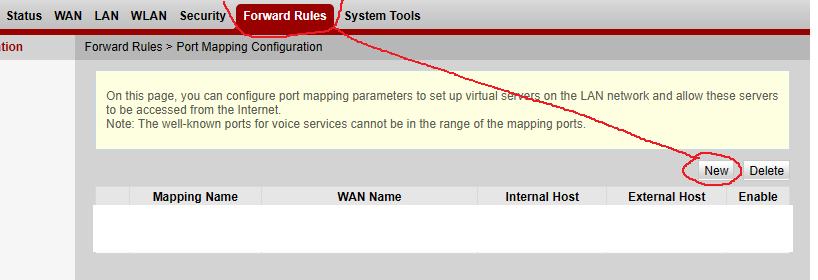 Status WAN LAN WLAN Security Forward Rules System Tools
tion Forward Rules > Port Mapping Configuration
On this page, you can configure port mapping parameters to set up virtual servers on the LAN network and allow these servers
to be accessed from the Internet.
Note: The well-known ports for voice services cannot be in the range of the mapping ports.
New Delete
Mapping Name WAN Name Internal Host External Host Enable